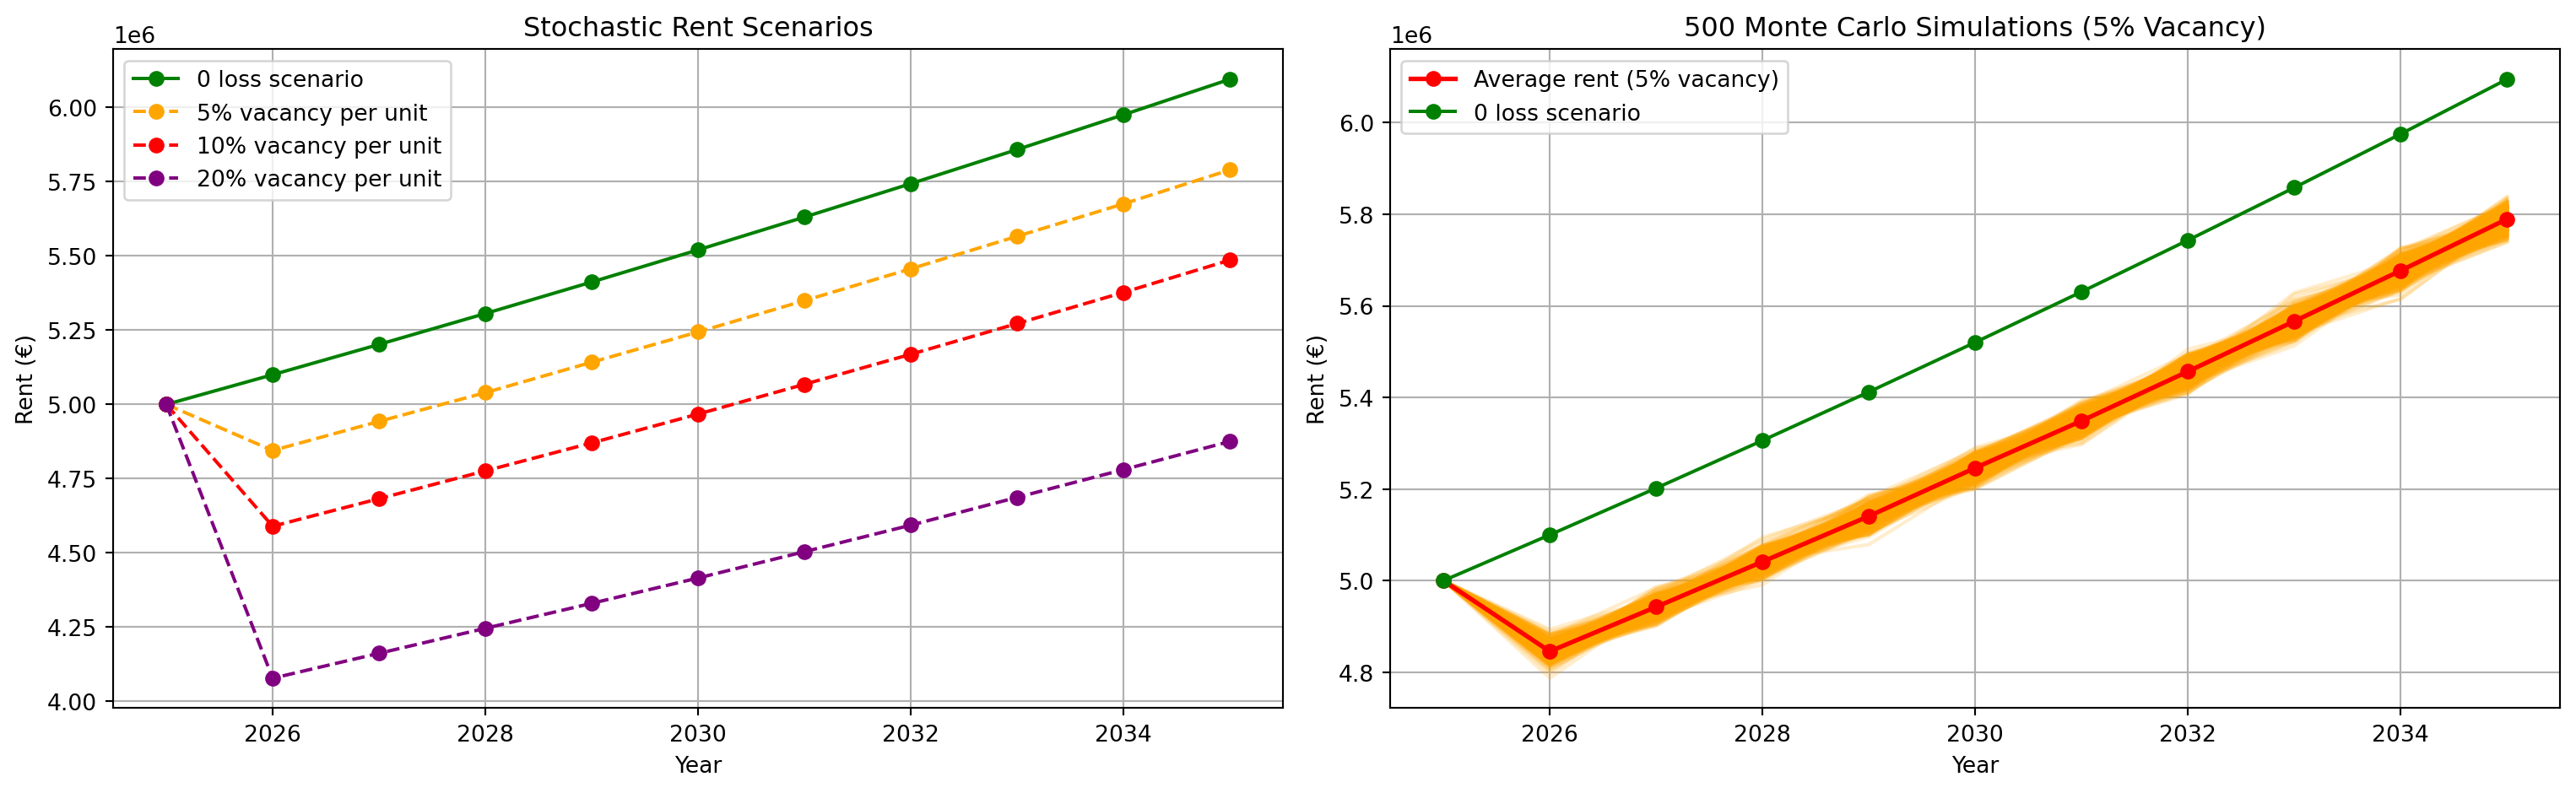 Stochastic Rent Scenarios
1e6
0 loss scenario
5% vacancy per unit
10% vacancy per unit
20% vacancy per unit
6.00
5.75
5.50
5.25
5.00
4.75
4.50
4.25
4.00
Rent (€)
2026 2028 2030 2032 2034
Year
500 Monte Carlo Simulations (5% Vacancy)
1e6
Average rent (5% vacancy)
0 loss scenario
6.0
5.8
5.6
5.4
5.2
5.0
4.8
Rent (€)
2026 2028 2030 2032 2034
Year